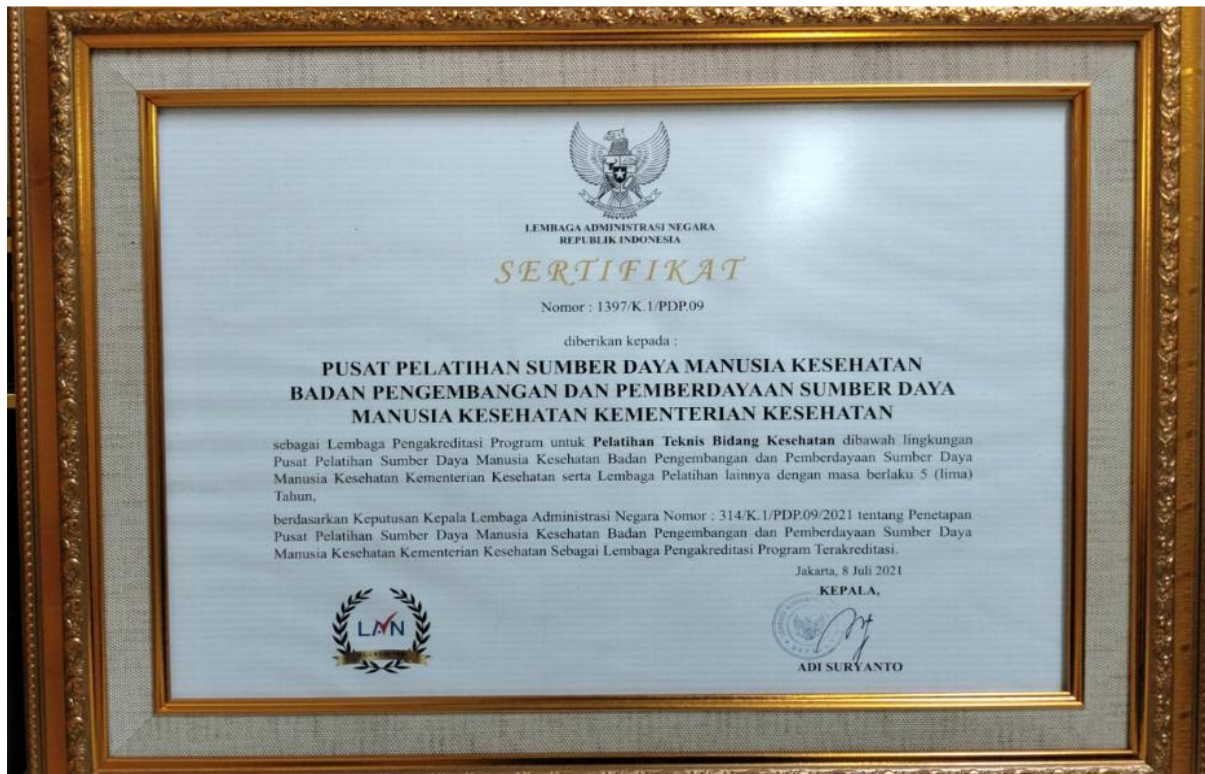 LEMBAGA ADMINISTRASI NEGARA
REPUBLIK INDONESIA
SERTIFIKAT
Nomor : 1397/K.1/PDP.09
diberikan kepada :
PUSAT PELATIHAN SUMBER DAYA MANUSIA KESEHATAN
BADAN PENGEMBANGAN DAN PEMBERDAYAAN SUMBER DAYA
MANUSIA KESEHATAN KEMENTERIAN KESEHATAN
sebagai Lembaga Pengakreditasi Program untuk Pelatihan Teknis Bidang Kesehatan dibawah lingkungan
Pusat Pelatihan Sumber Daya Manusia Kesehatan Badan Pengembangan dan Pemberdayaan Sumber Daya
Manusia Kesehatan Kementerian Kesehatan serta Lembaga Pelatihan lainnya dengan masa berlaku 5 (lima)
Tahun,
berdasarkan Keputusan Kepala Lembaga Administrasi Negara Nomor : 314/K.1/PDP.09/2021 tentang Penetapan
Pusat Pelatihan Sumber Daya Manusia Kesehatan Badan Pengembangan dan Pemberdayaan Sumber Daya
Manusia Kesehatan Kementerian Kesehatan Sebagai Lembaga Pengakreditasi Program Terakreditasi.
Jakarta, 8 Juli 2021
KEPALA,
LAN
ADI SURYANTO